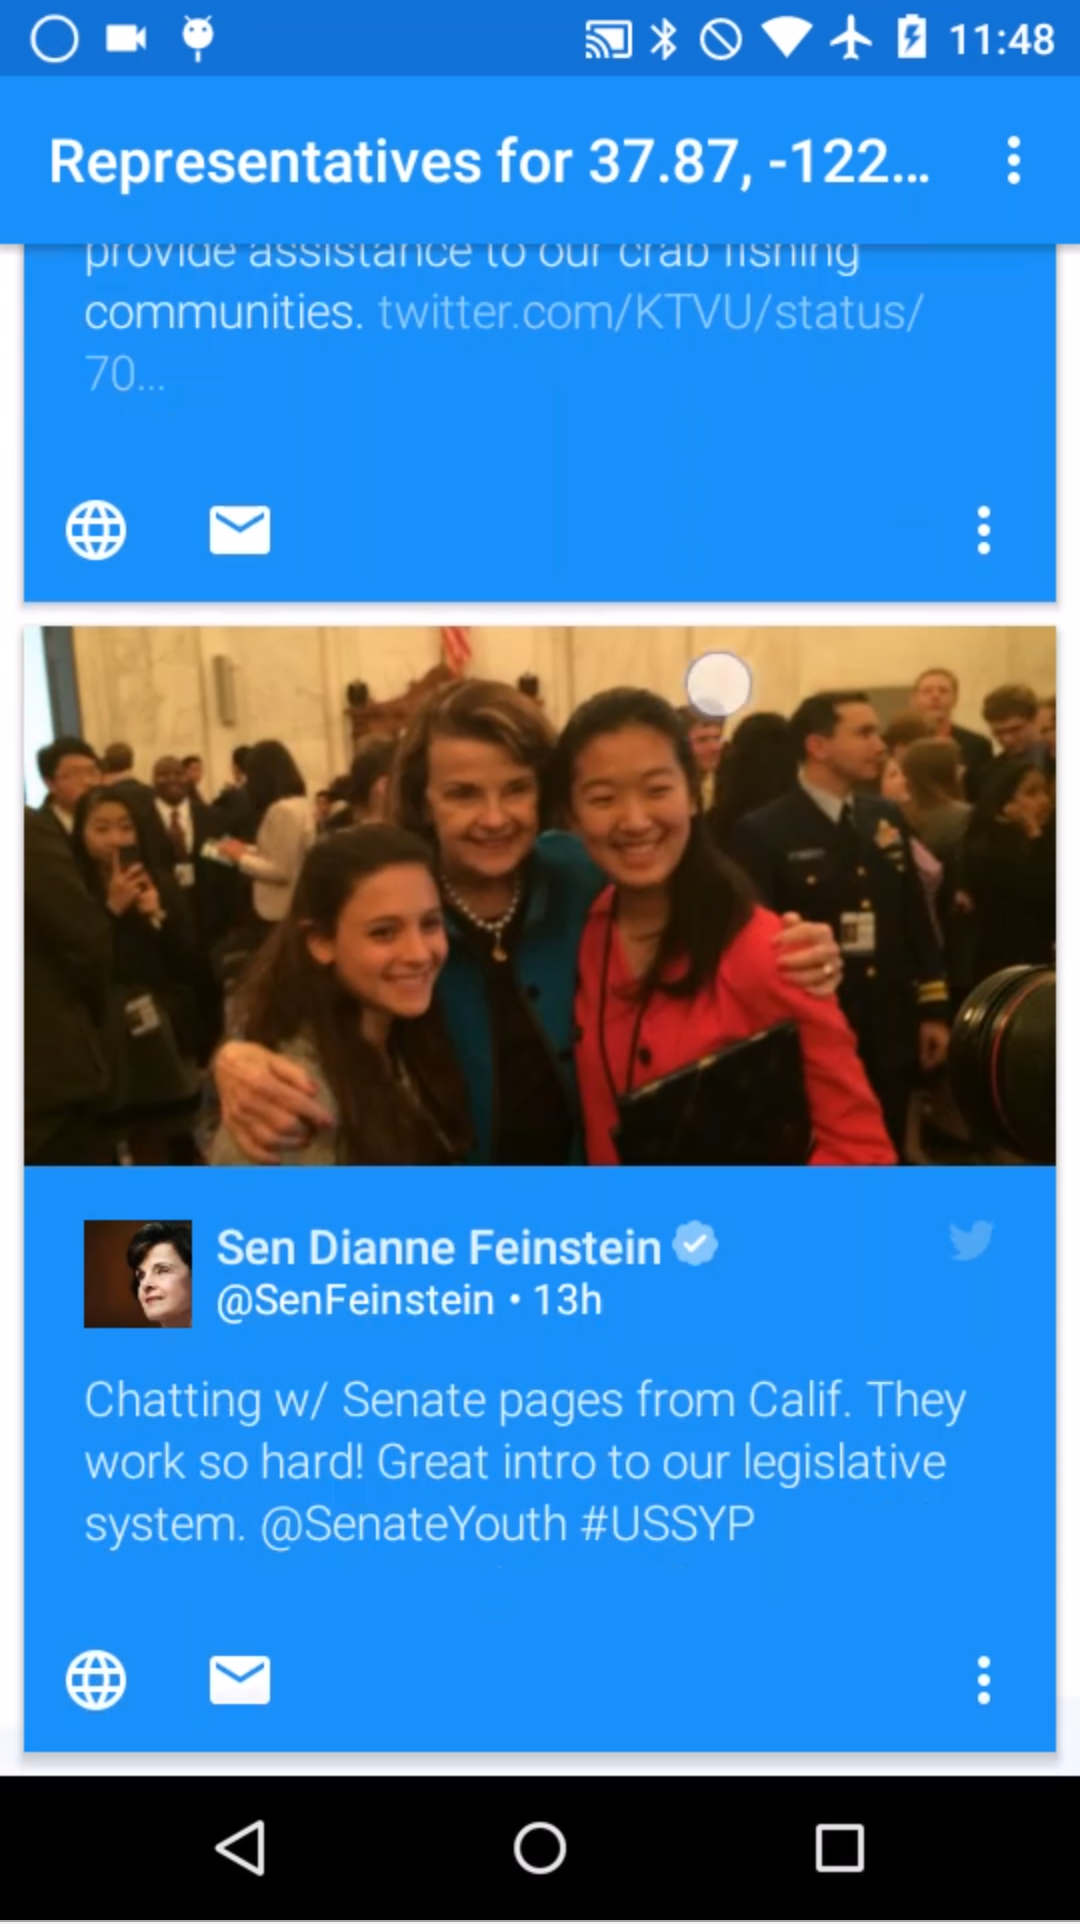 11:48
Representatives for 37.87, -122...
provide assistance to our crab fishing
communities. twitter.com/KTVU/status/
70...
Sen Dianne Feinstein
@SenFeinstein • 13h
Chatting w/ Senate pages from Calif. They
work so hard! Great intro to our legislative
system. @SenateYouth #USSYP